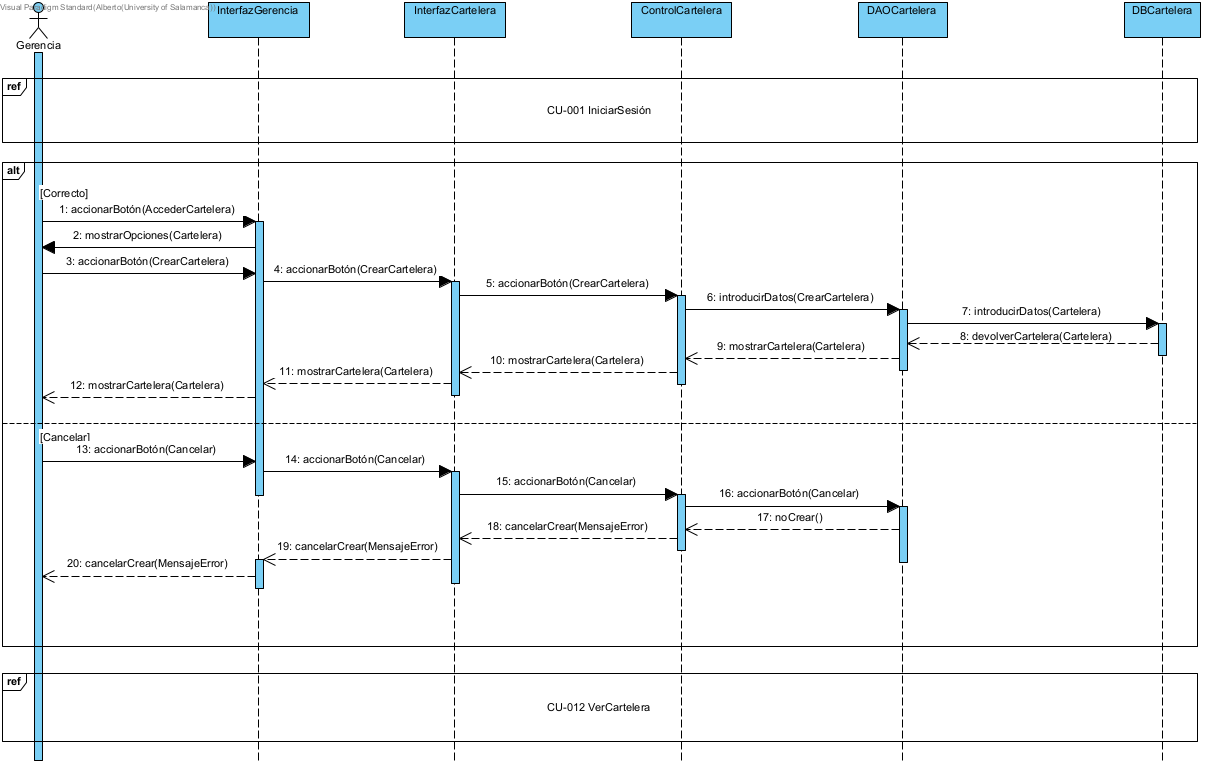 Visual Paradigm Standard(Alberto(University of Salamanca))
InterfazGerencia
InterfazCartelera
ControlCartelera
DAOCartelera
DBCartelera
Gerencia
ref
CU-001 IniciarSesión
alt
[Correcto]
1: accionarBotón(AccederCartelera)
2: mostrarOpciones(Cartelera)
3: accionarBotón(CrearCartelera)
4: accionarBotón(CrearCartelera)
5: accionarBotón(CrearCartelera)
6: introducirDatos(CrearCartelera)
7: introducirDatos(Cartelera)
8: devolverCartelera(Cartelera)
9: mostrarCartelera(Cartelera)
10: mostrarCartelera(Cartelera)
11: mostrarCartelera(Cartelera)
12: mostrarCartelera(Cartelera)
[Cancelar]
13: accionarBotón(Cancelar)
14: accionarBotón(Cancelar)
15: accionarBotón(Cancelar)
16: accionarBotón(Cancelar)
17: noCrear()
18: cancelarCrear(MensajeError)
19: cancelarCrear(MensajeError)
20: cancelarCrear(MensajeError)
ref
CU-012 VerCartelera